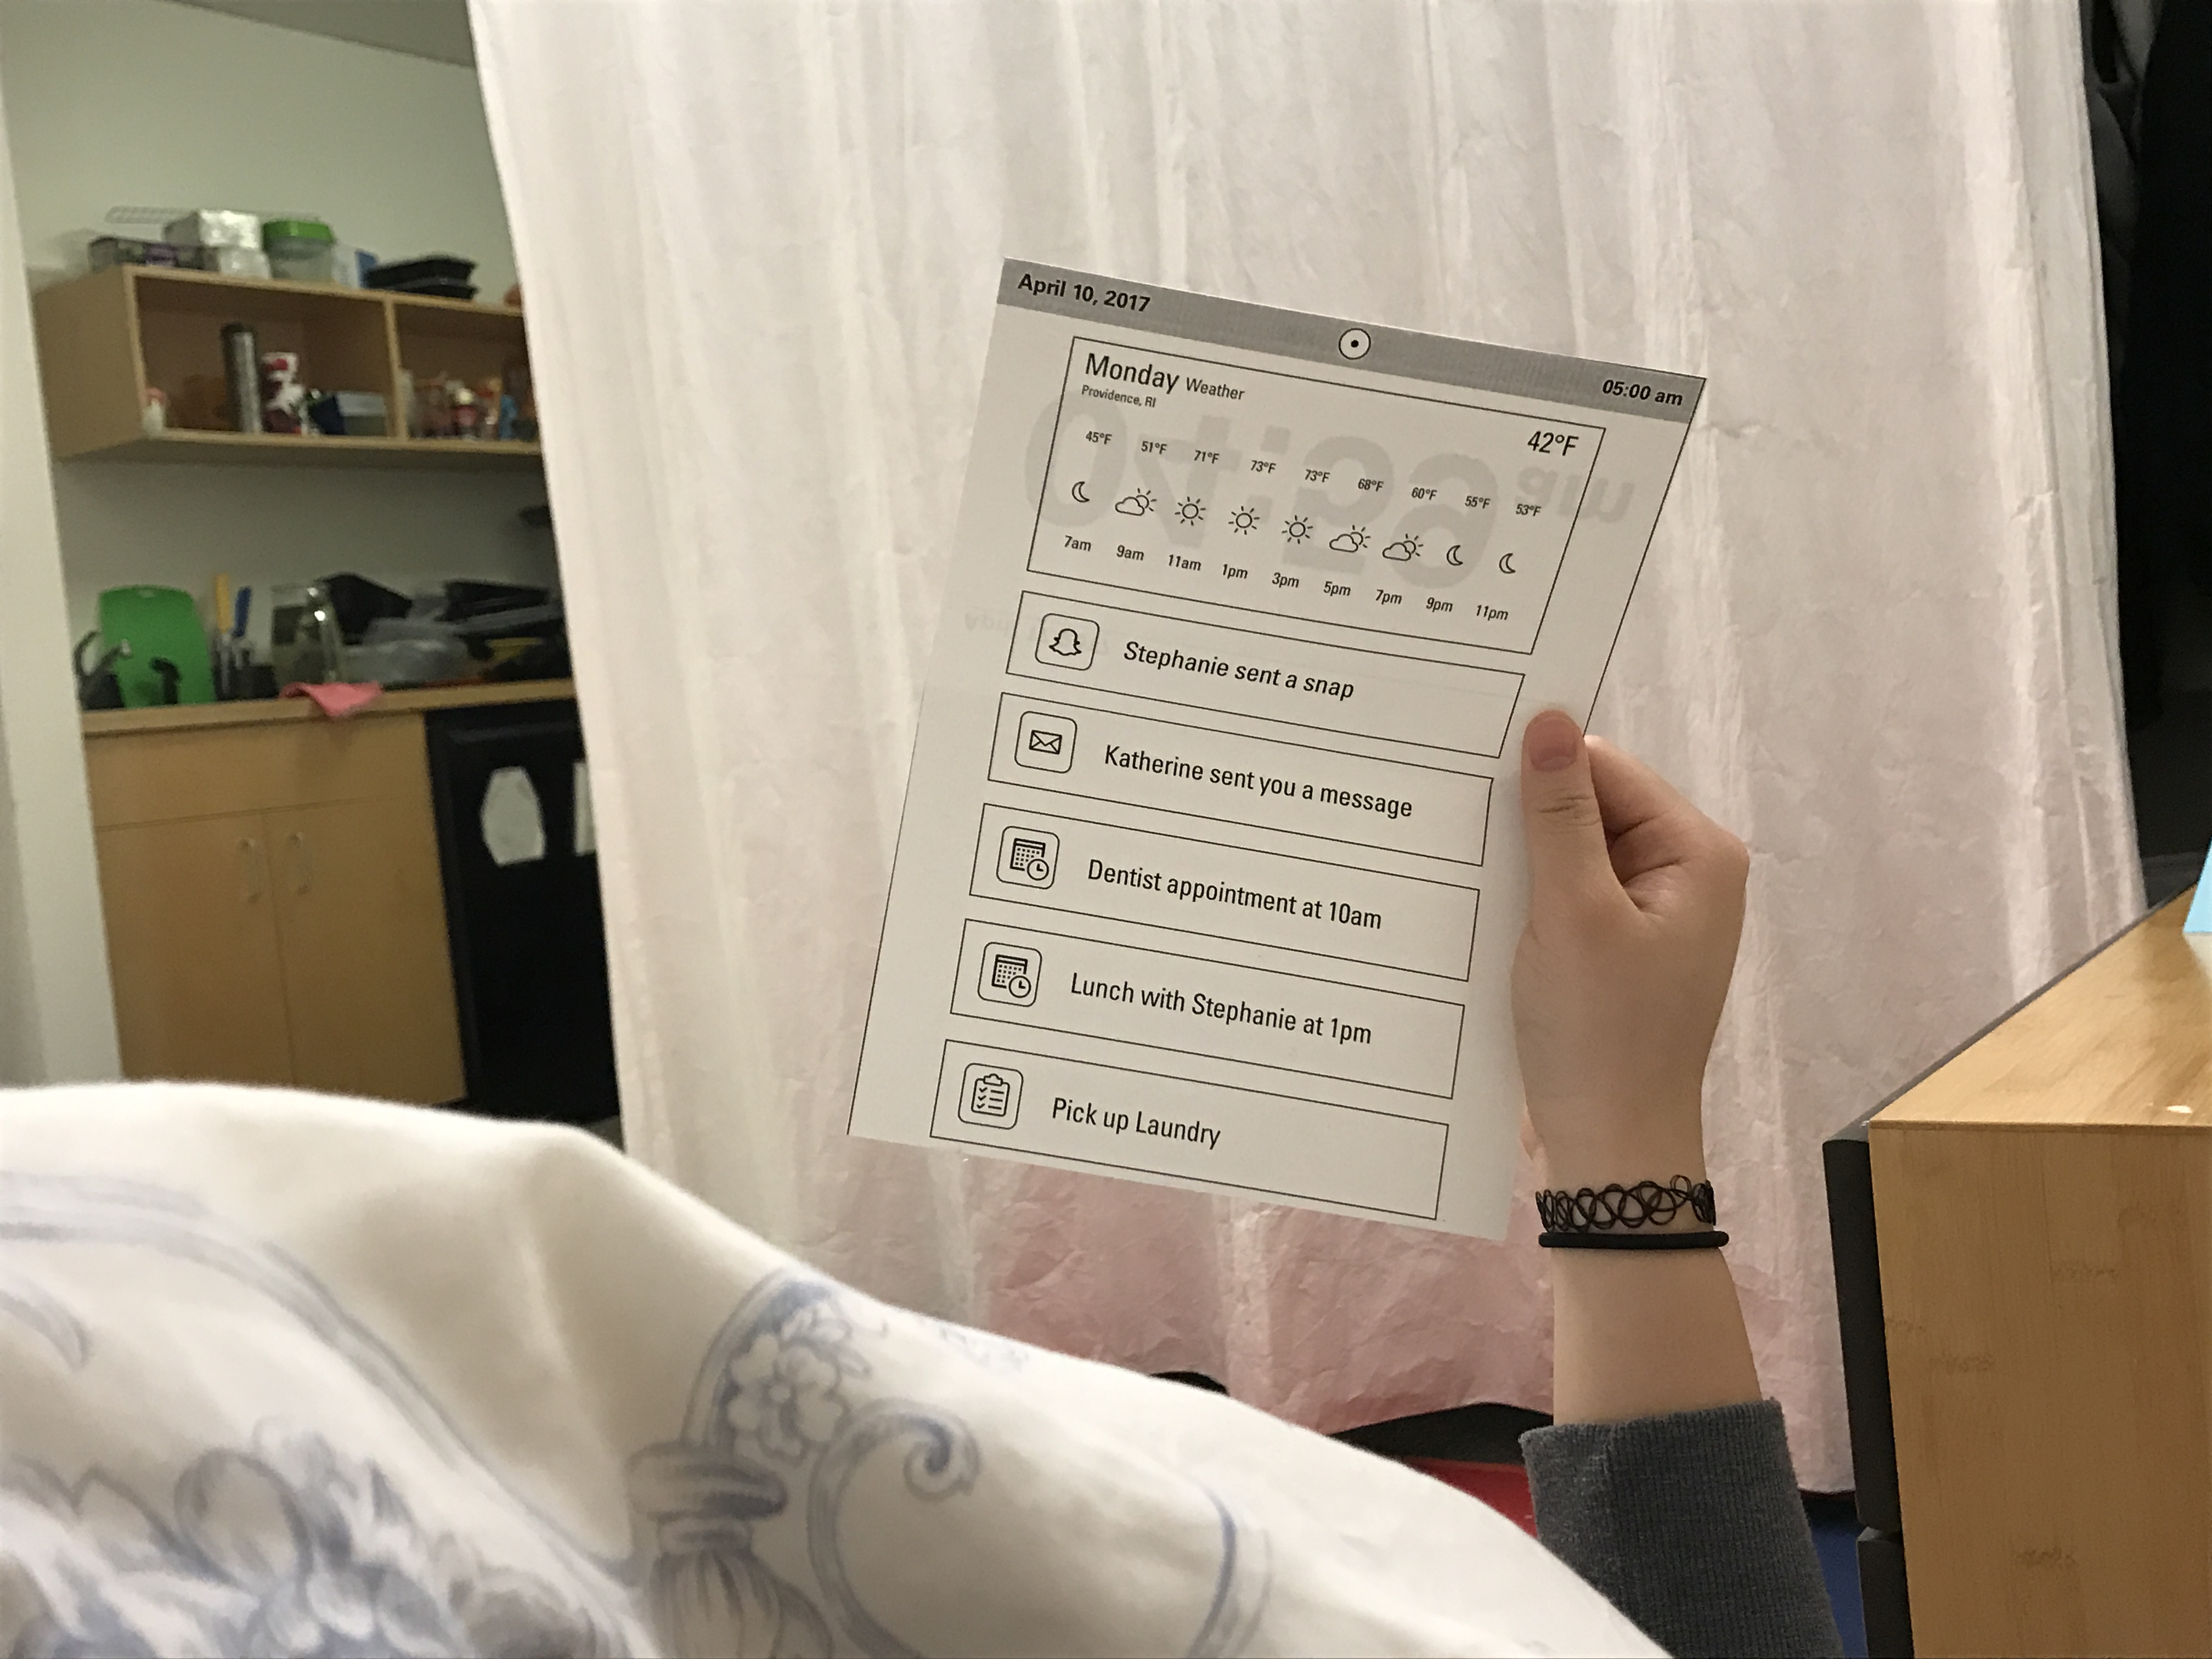 April 10, 2017
05:00 am
Monday Weather
Providence, RI
42°F
45°F 51°F 71°F 73°F 73°F 68°F 60°F 55°F 53°F
7am 9am 11am 1pm 3pm 5pm 7pm 9pm 11pm
Stephanie sent a snap
Katherine sent you a message
Dentist appointment at 10am
Lunch with Stephanie at 1pm
Pick up Laundry